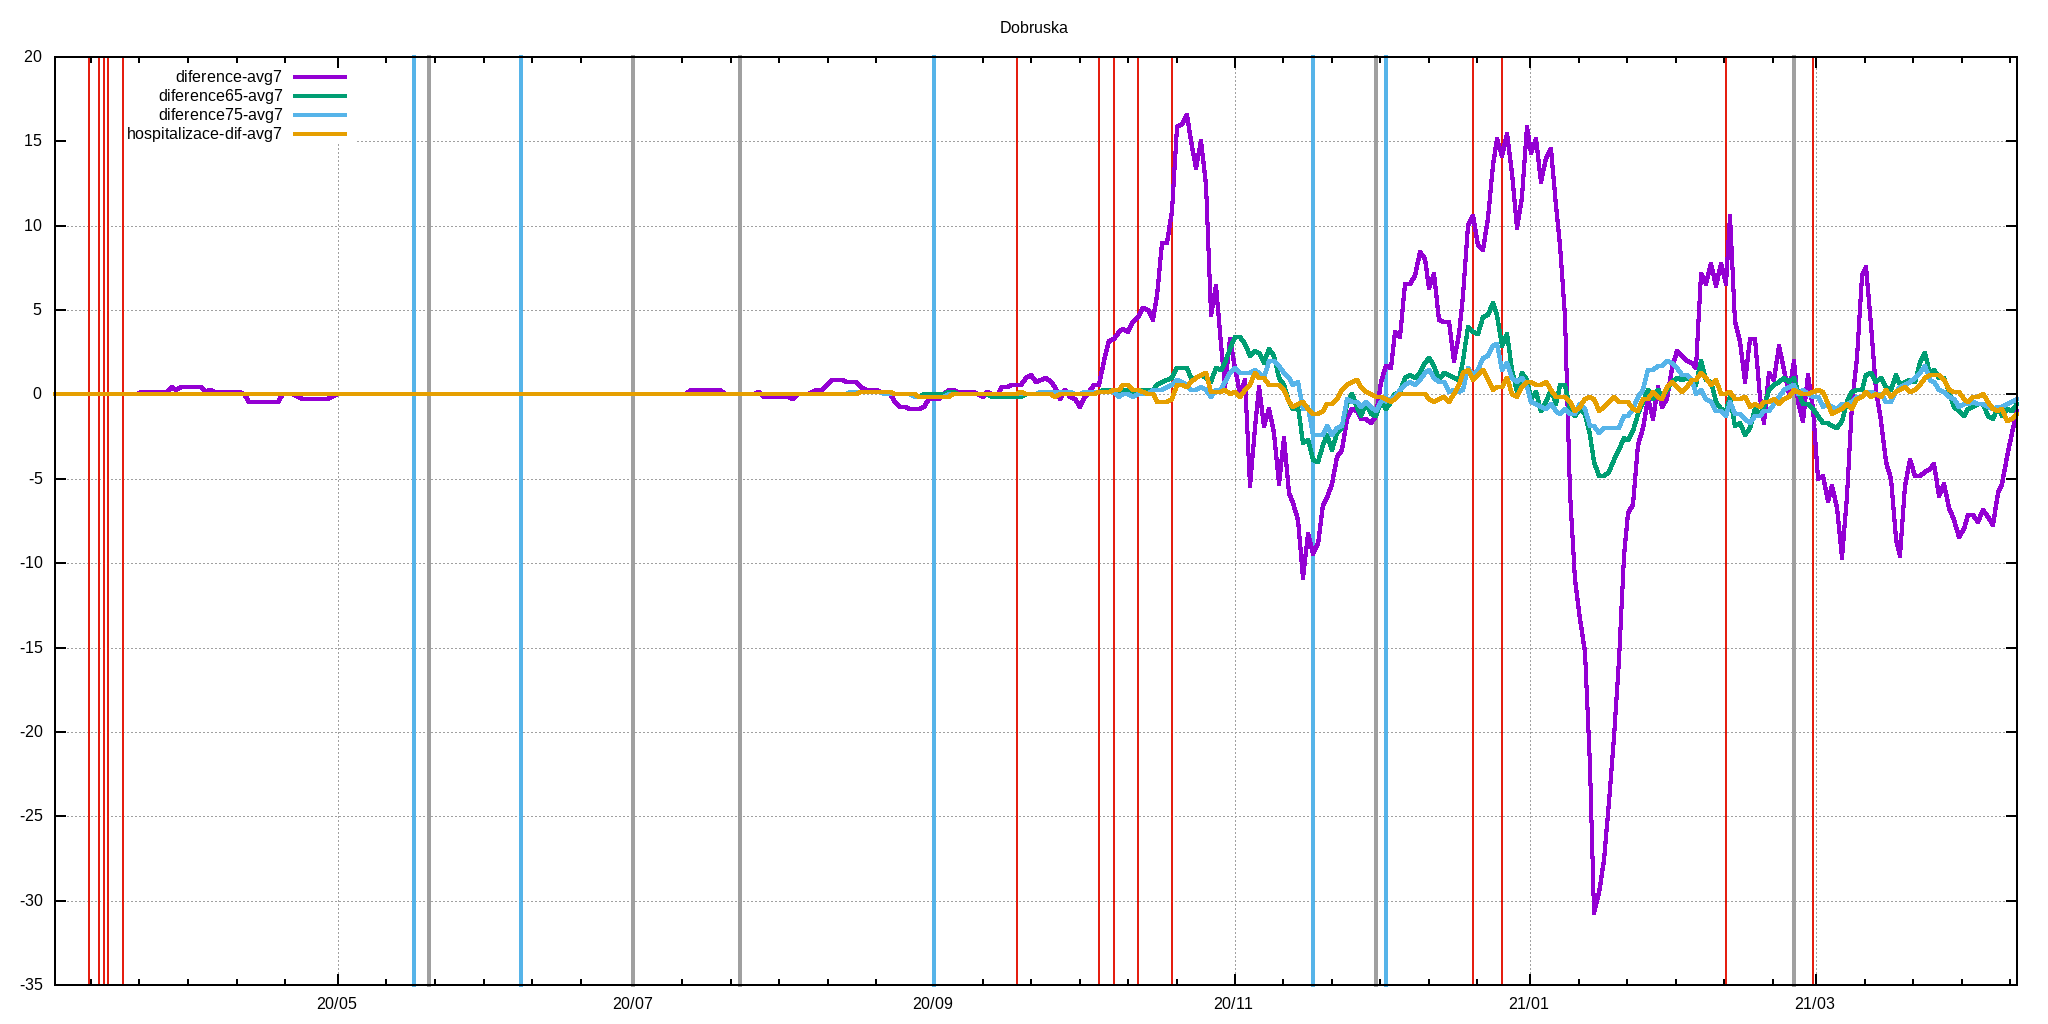 Dobruska
20
diference-avg7
diference65-avg7
diference75-avg7
hospitalizace-dif-avg7
15
10
5
0
-5
-10
-15
-20
-25
-30
-35
20/05 20/07 20/09 20/11 21/01 21/03